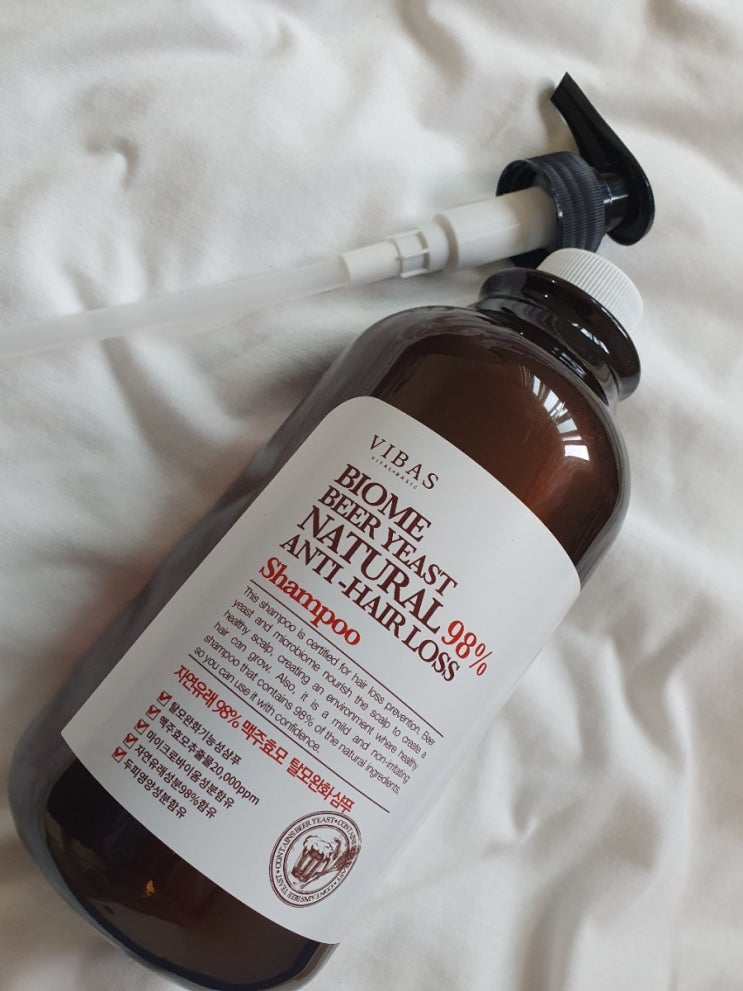 VIBAS
VITAL+BASIC
BIOME
BEER YEAST
NATURAL 98%
ANTI-HAIR LOSS
Shampoo
This shampoo is certified for hair loss prevention. Beer
yeast and microbiome nourish the scalp to create a
healthy scalp, creating an environment where healthy
hair can grow. Also, it is a mild and non-irritating
shampoo that contains 98% of the natural ingredients,
so you can use it with confidence.
자연유래 98% 맥주효모 탈모완화 샴푸
탈모완화기능성샴푸
맥주효모추출물20,000ppm
마이크로바이옴성분함유
자연유래성분98%함유
두피영양성분함유
CONTAINS BEER YEAST • CONTAINS BEER YEAST